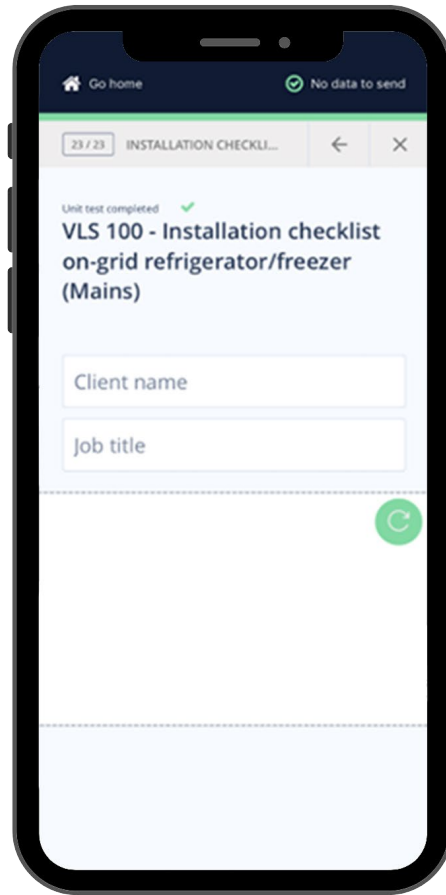 Go home
No data to send
23 / 23 INSTALLATION CHECKLI...
Unit test completed
VLS 100 - Installation checklist
on-grid refrigerator/freezer
(Mains)
Client name
Job title